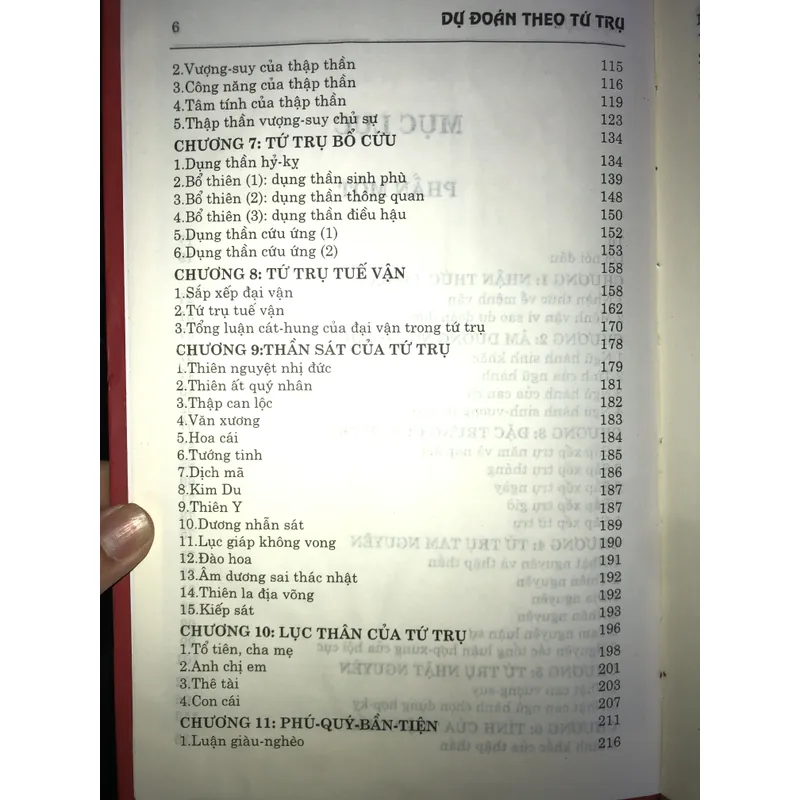 6 DỰ ĐOÁN THEO TỨ TRỤ
2.Vượng-suy của thập thần 115
3.Công năng của thập thần 116
4.Tâm tính của thập thần 119
5.Thập thần vượng-suy chủ sự 123
CHƯƠNG 7: TỨ TRỤ BỔ CỨU 134
1.Dụng thần hỷ-kỵ 134
2.Bổ thiên (1): dụng thần sinh phù 139
3.Bổ thiên (2): dụng thần thông quan 148
4.Bổ thiên (3): dụng thần điều hậu 150
5.Dụng thần cứu ứng (1) 152
6.Dụng thần cứu ứng (2) 153
CHƯƠNG 8: TỨ TRỤ TUẾ VẬN 158
1.Sắp xếp đại vận 158
2.Tứ trụ tuế vận 162
3.Tổng luận cát-hung của đại vận trong tứ trụ 170
CHƯƠNG 9:THẦN SÁT CỦA TỨ TRỤ 178
1.Thiên nguyệt nhị đức 179
2.Thiên ất quý nhân 181
3.Thập can lộc 182
4.Văn xương 183
5.Hoa cái 184
6.Tướng tinh 185
7.Dịch mã 186
8.Kim Dư 187
9.Thiên Y 187
10.Dương nhẫn sát 189
11.Lục giáp không vong 190
12.Đào hoa 191
13.Âm dương sai thác nhật 192
14.Thiên la địa võng 192
15.Kiếp sát 193
CHƯƠNG 10: LỤC THÂN CỦA TỨ TRỤ 196
1.Tổ tiên, cha mẹ 198
2.Anh chị em 201
3.Thê tài 203
4.Con cái 207
CHƯƠNG 11: PHÚ-QUÝ-BẦN-TIỆN 211
1.Luận giàu-nghèo 216